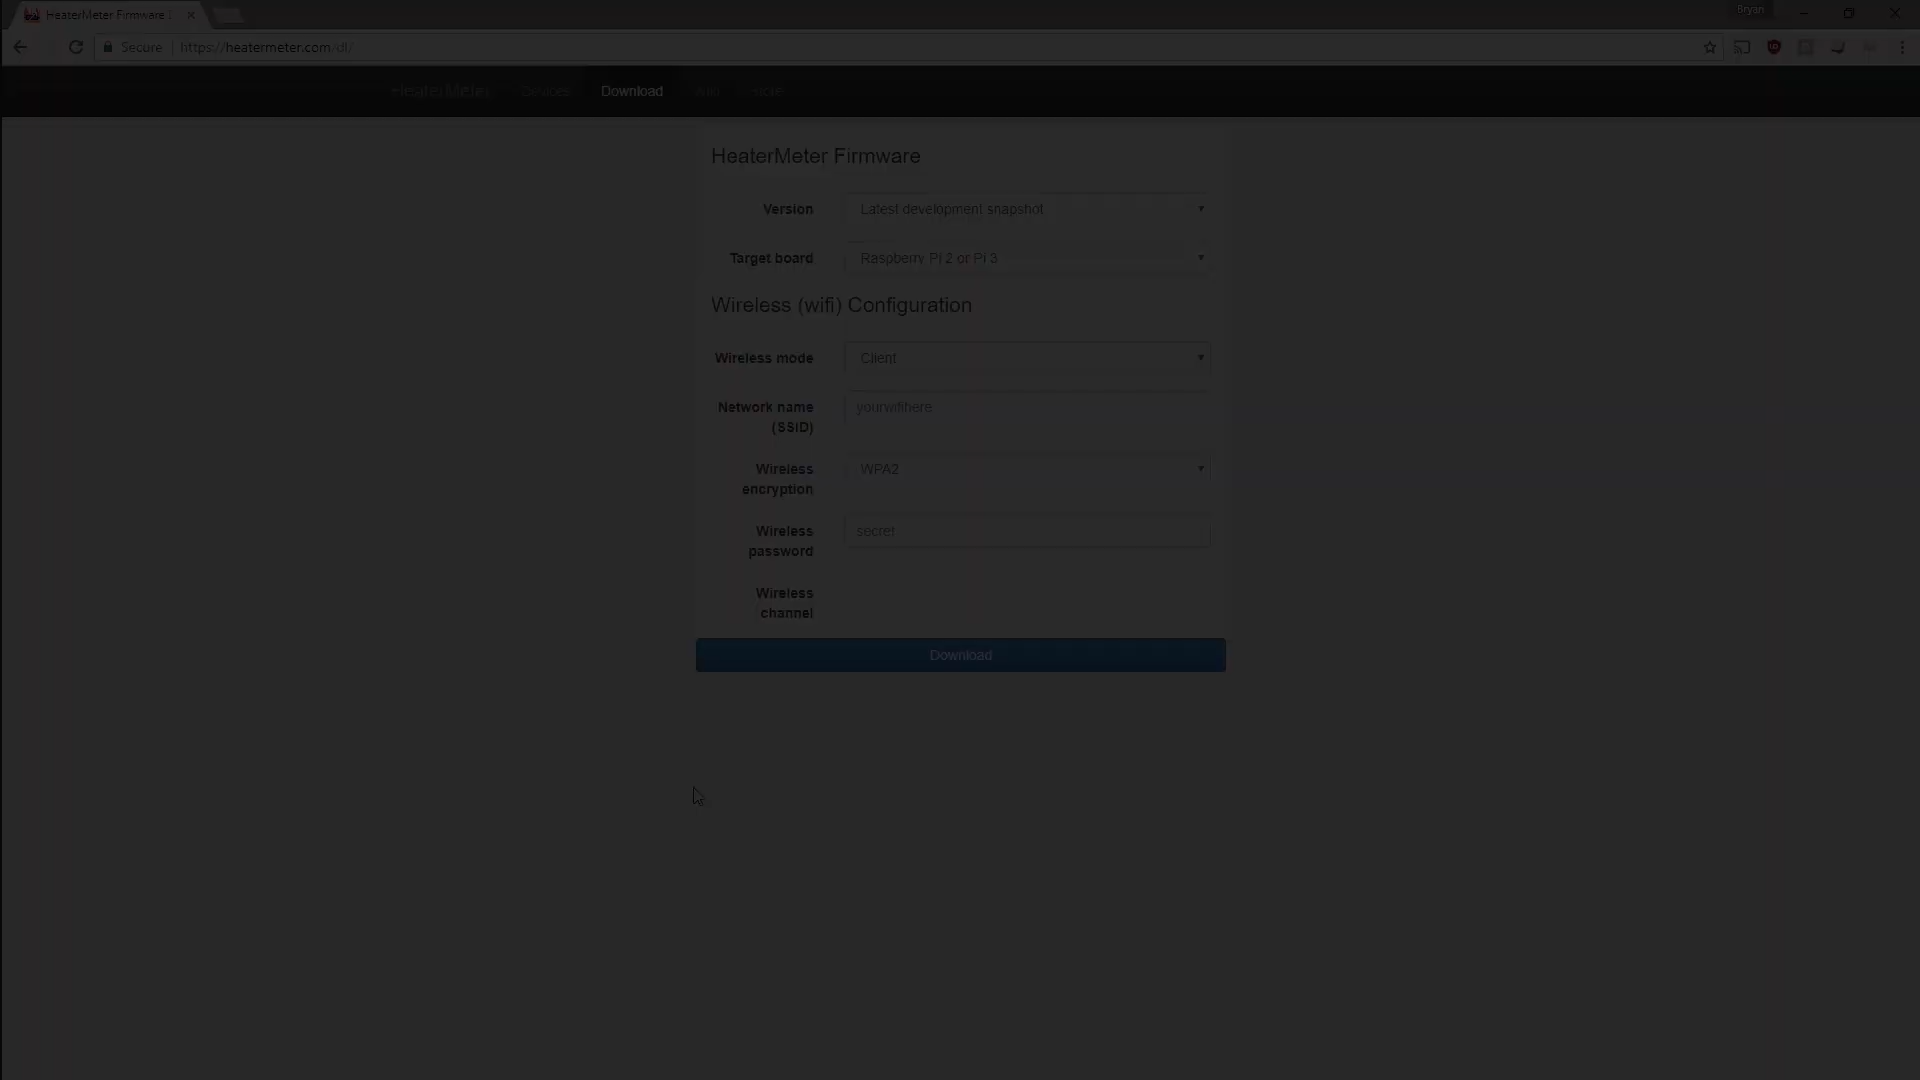 HeaterMeter Firmware
Bryan
Secure
https://heatermeter.com/dl/
HeaterMeter Devices Download Wiki More
HeaterMeter Firmware
Version Latest development snapshot
Target board Raspberry Pi 2 or Pi 3
Wireless (wifi) Configuration
Wireless mode Client
Network name yourwifihere
(SSID)
Wireless WPA2
encryption
Wireless secret
password
Wireless
channel
Download